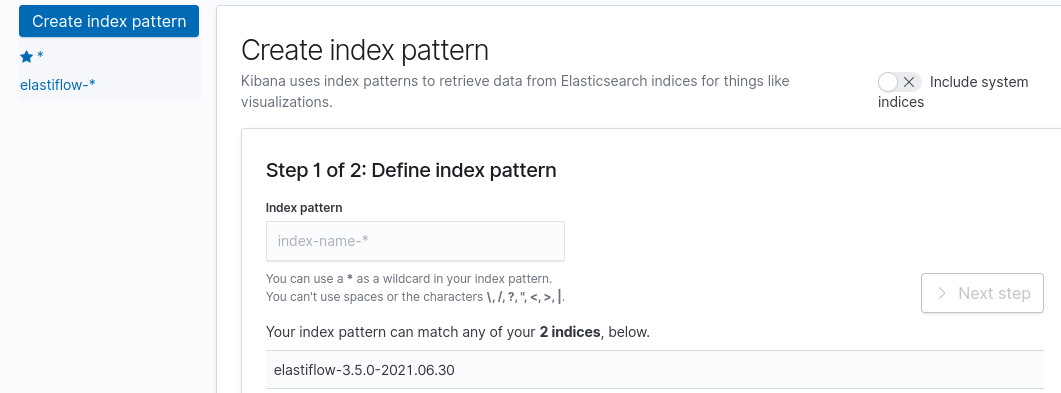 Create index pattern
*
elastiflow-*
Create index pattern
Kibana uses index patterns to retrieve data from Elasticsearch indices for things like
visualizations.
Include system
indices
Step 1 of 2: Define index pattern
Index pattern
index-name-*
You can use a * as a wildcard in your index pattern.
You can't use spaces or the characters \, /, ?, ", <, >, |.
Next step
Your index pattern can match any of your 2 indices, below.
elastiflow-3.5.0-2021.06.30